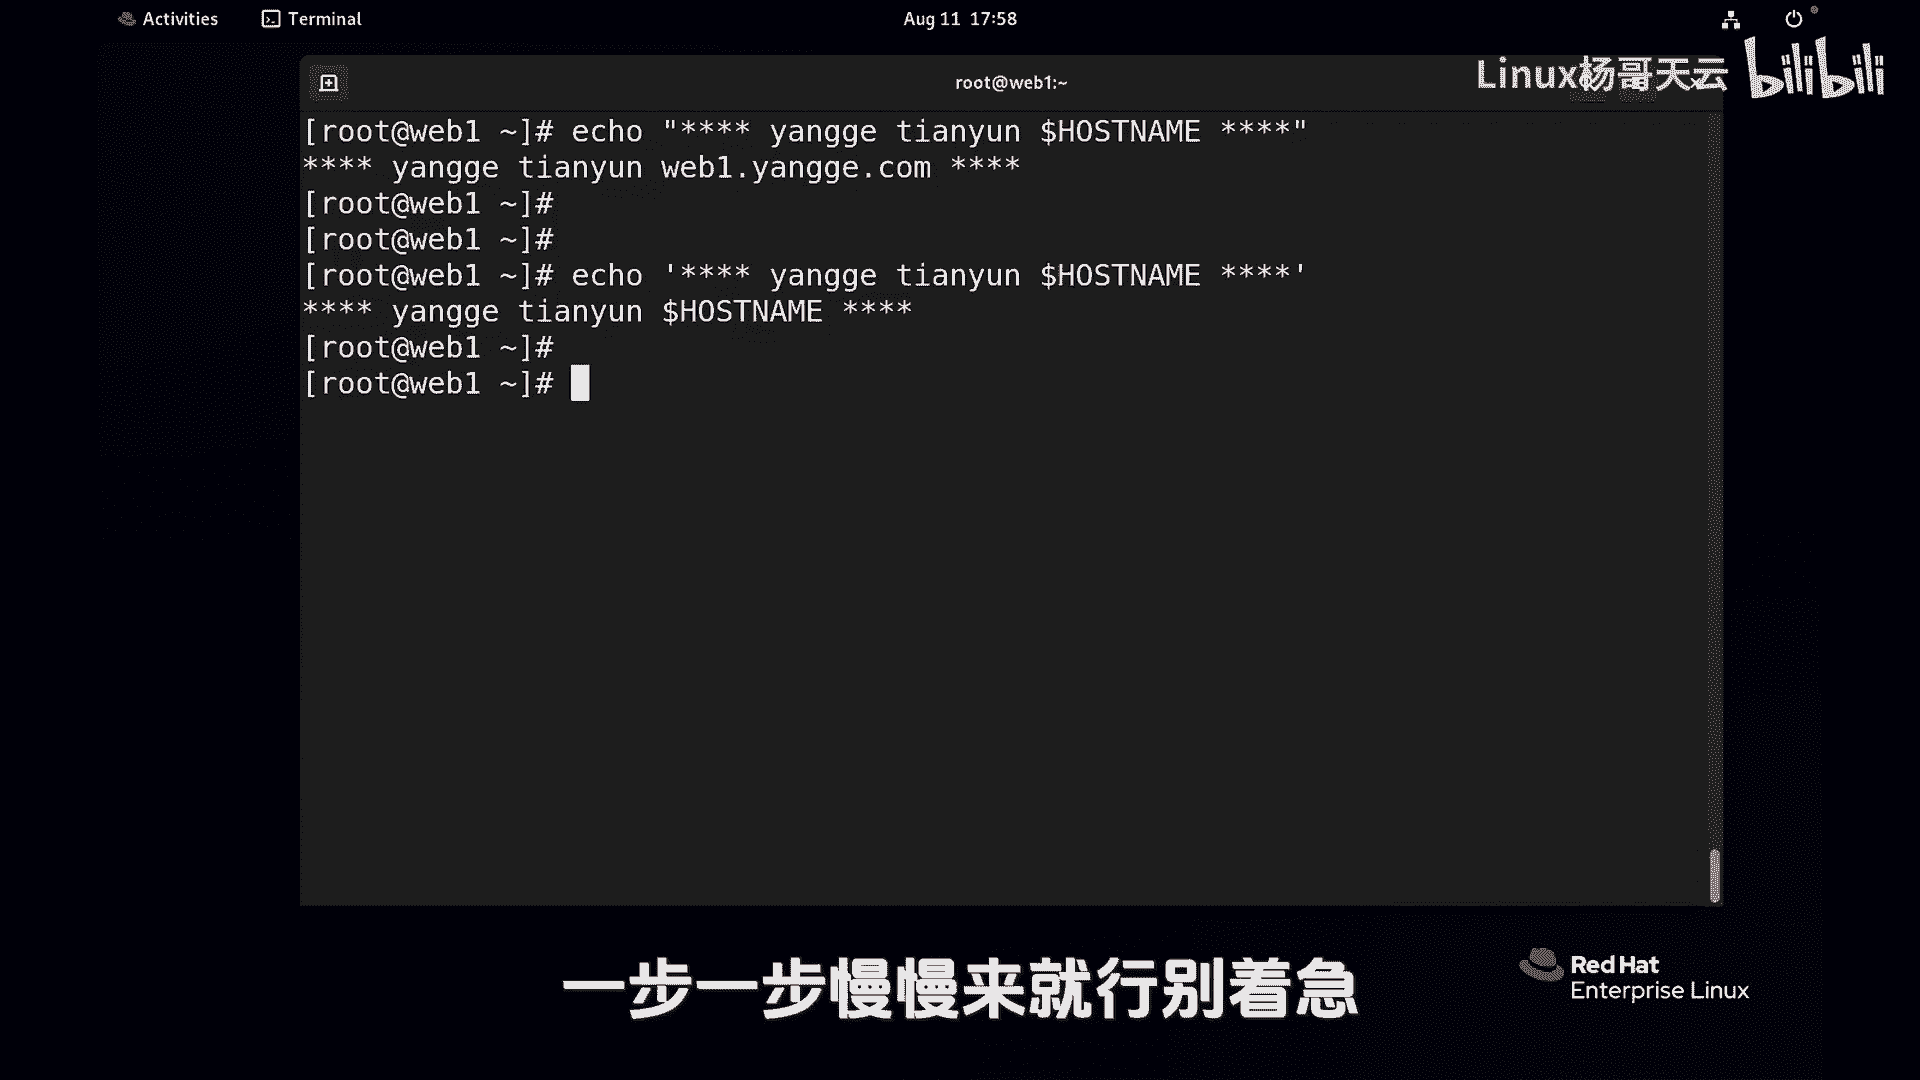 Activities Terminal Aug 11 17:58
root@web1:~
Linux杨哥天云 bilibili
[root@web1 ~]# echo "**** yangge tianyun $HOSTNAME ****"
**** yangge tianyun web1.yangge.com ****
[root@web1 ~]#
[root@web1 ~]#
[root@web1 ~]# echo '**** yangge tianyun $HOSTNAME ****'
**** yangge tianyun $HOSTNAME ****
[root@web1 ~]#
[root@web1 ~]#
一步一步慢慢来就行别着急
Red Hat
Enterprise Linux